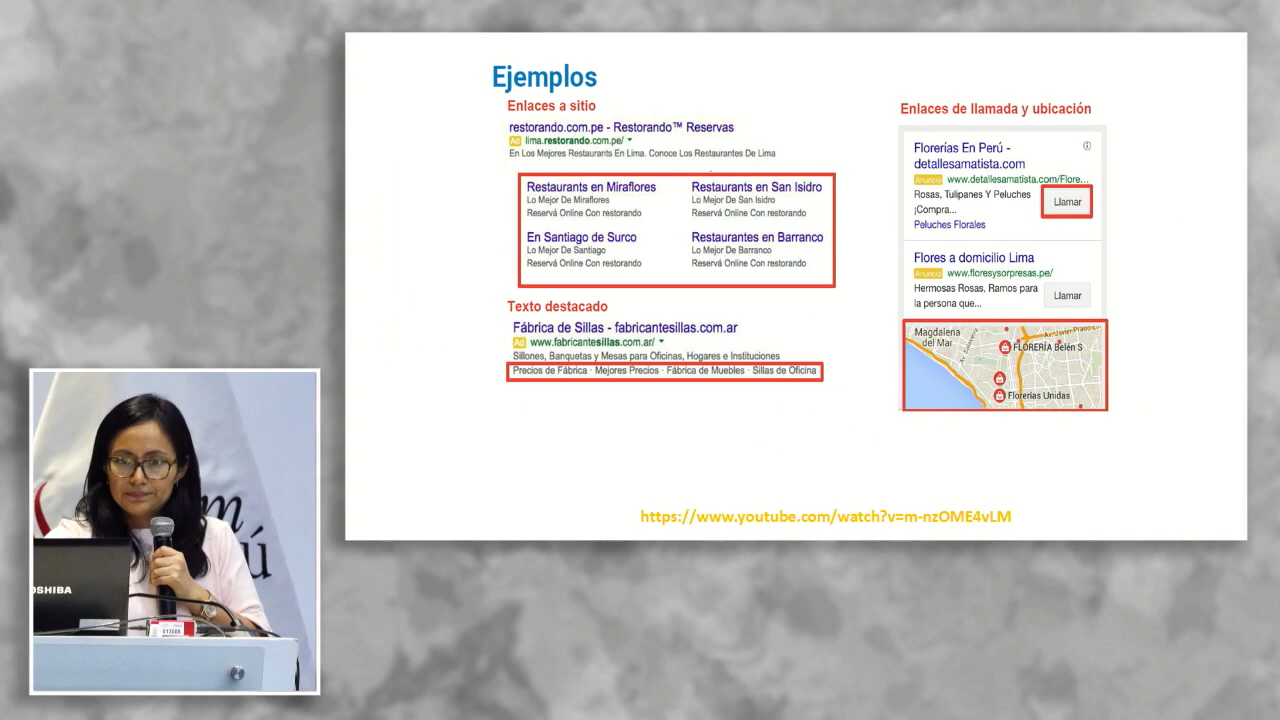 Ejemplos
Enlaces a sitio
restorando.com.pe - Restorando™ Reservas
Ad lima.restorando.com.pe/
En Los Mejores Restaurants En Lima. Conoce Los Restaurantes De Lima
Restaurants en Miraflores
Lo Mejor De Miraflores
Reservá Online Con restorando
Restaurants en San Isidro
Lo Mejor De San Isidro
Reservá Online Con restorando
En Santiago de Surco
Lo Mejor De Santiago
Reservá Online Con restorando
Restaurantes en Barranco
Lo Mejor De Barranco
Reservá Online Con restorando
Texto destacado
Fábrica de Sillas - fabricantesillas.com.ar
Ad www.fabricantesillas.com.ar/
Sillones, Banquetas y Mesas para Oficinas, Hogares e Instituciones
Precios de Fábrica · Mejores Precios · Fábrica de Muebles · Sillas de Oficina
Enlaces de llamada y ubicación
Florerías En Perú -
detallesamatista.com
Anuncio www.detallesamatista.com/Flore...
Rosas, Tulipanes Y Peluches
¡Compra...
Llamar
Peluches Florales
Flores a domicilio Lima
Anuncio www.floresysorpresas.pe/
Hermosas Rosas, Ramos para
la persona que...
Llamar
Magdalena
del Mar
Av. Javier Prado
FLORERÍA Belén S
Florerías Unidas
https://www.youtube.com/watch?v=m-nzOME4vLM
m
ú
OSHIBA